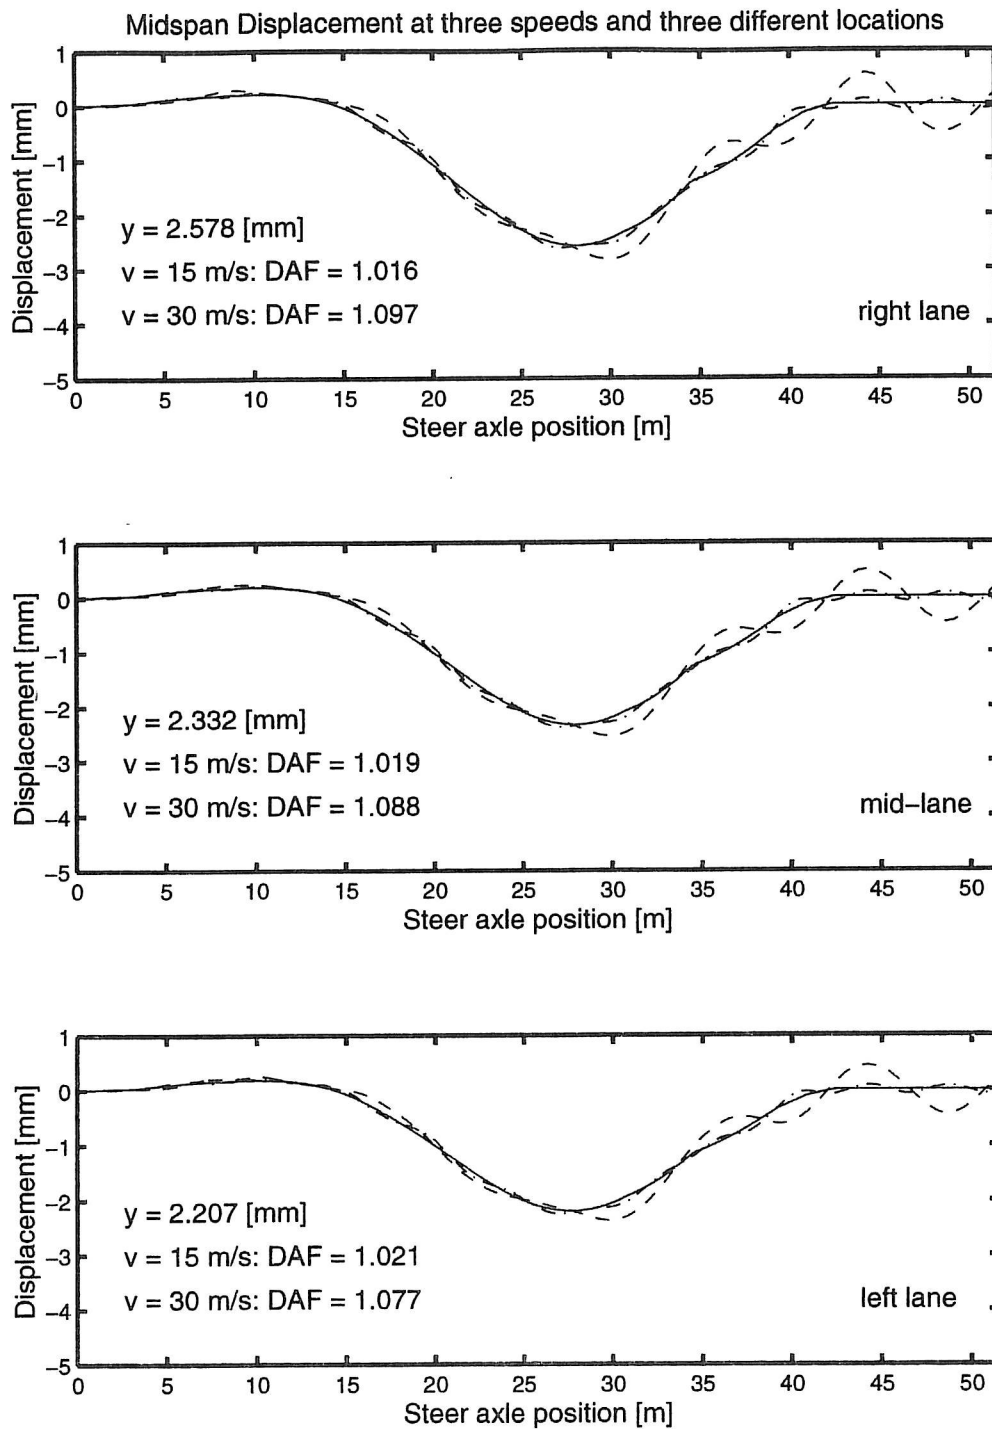 Midspan Displacement at three speeds and three different locations
1
0
−1
−2
−3
−4
−5
Displacement [mm]
y = 2.578 [mm]
v = 15 m/s: DAF = 1.016
v = 30 m/s: DAF = 1.097
right lane
0 5 10 15 20 25 30 35 40 45 50
Steer axle position [m]
1
0
−1
−2
−3
−4
−5
Displacement [mm]
y = 2.332 [mm]
v = 15 m/s: DAF = 1.019
v = 30 m/s: DAF = 1.088
mid−lane
0 5 10 15 20 25 30 35 40 45 50
Steer axle position [m]
1
0
−1
−2
−3
−4
−5
Displacement [mm]
y = 2.207 [mm]
v = 15 m/s: DAF = 1.021
v = 30 m/s: DAF = 1.077
left lane
0 5 10 15 20 25 30 35 40 45 50
Steer axle position [m]